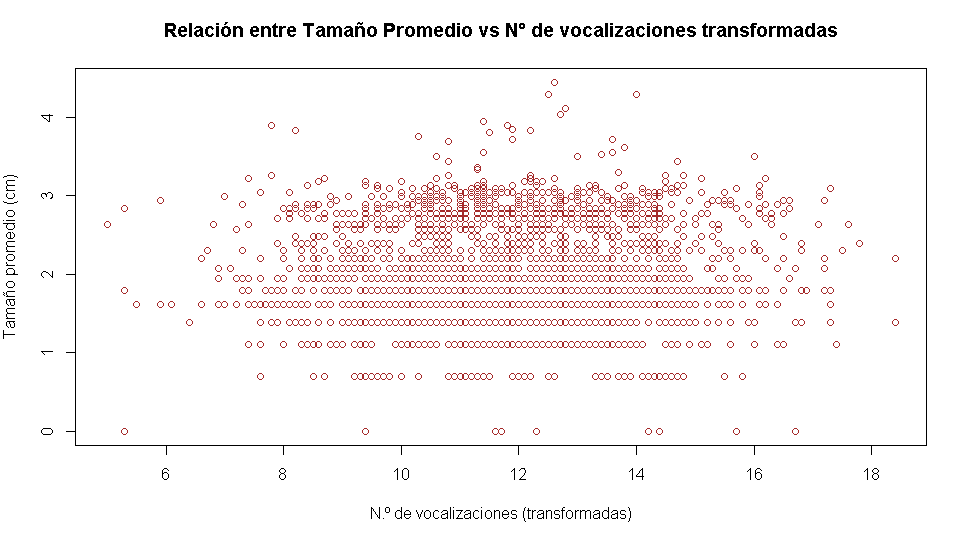 Relación entre Tamaño Promedio vs N° de vocalizaciones transformadas
Tamaño promedio (cm)
4
3
2
1
0
6 8 10 12 14 16 18
N.º de vocalizaciones (transformadas)